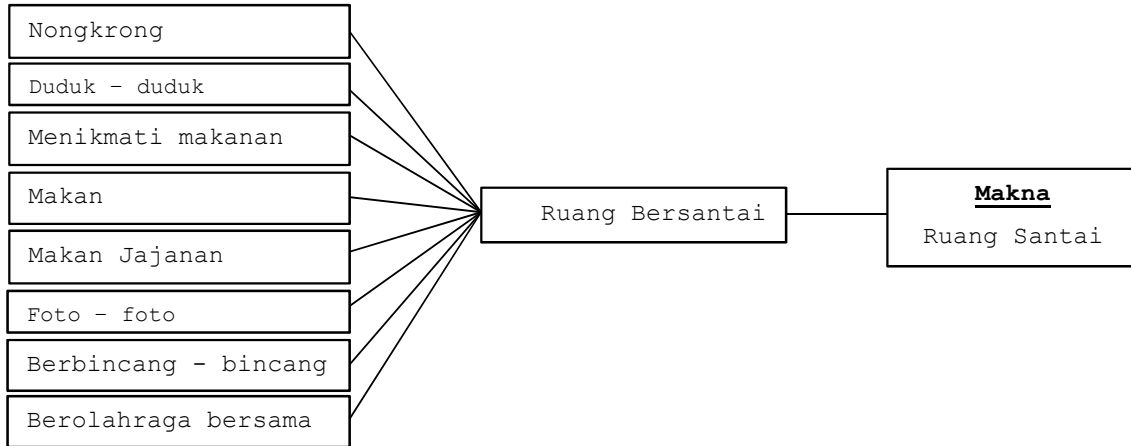 Nongkrong
Duduk – duduk
Menikmati makanan
Makan
Makan Jajanan
Foto – foto
Berbincang - bincang
Berolahraga bersama
Ruang Bersantai
Makna
Ruang Santai